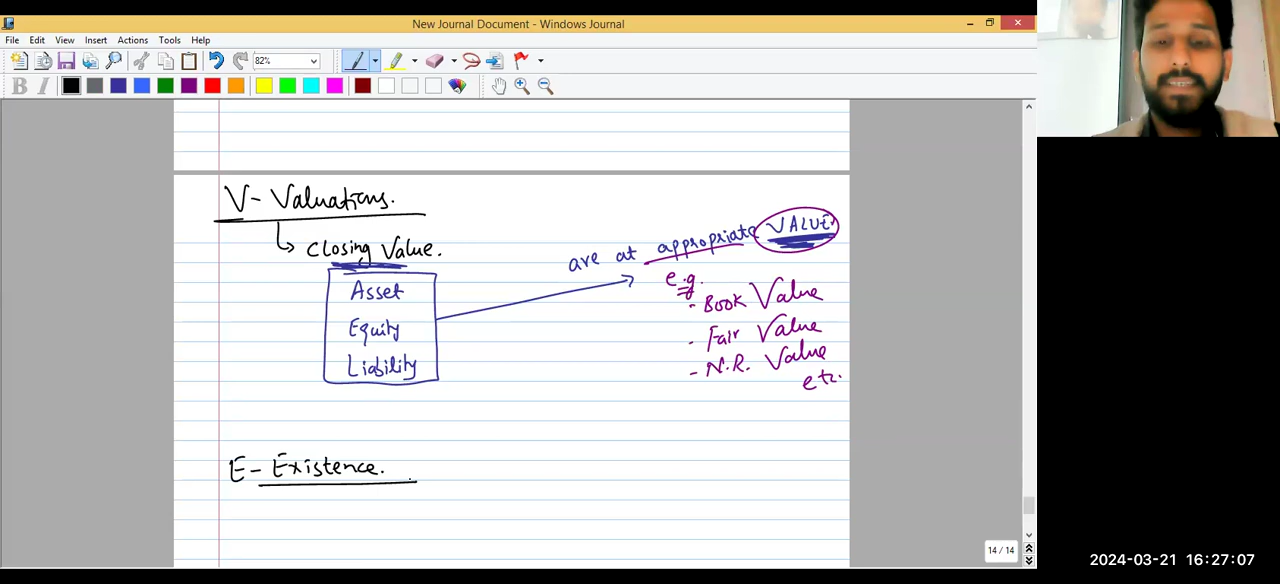 New Journal Document - Windows Journal
File Edit View Insert Actions Tools Help
82%
B I
V- Valuations.
closing Value.
are at appropriate VALUE.
Asset
Equity
Liability
e.g.
- Book Value
- Fair Value
- N.R. Value
etc.
E- Existence.
14 / 14
2024-03-21 16:27:07